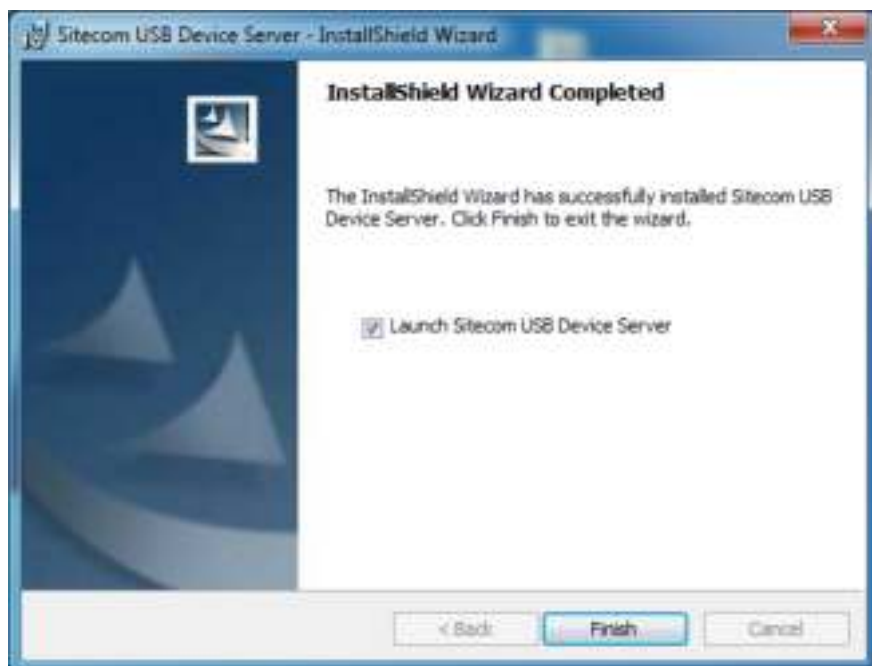 Sitecom USB Device Server - InstallShield Wizard
InstallShield Wizard Completed
The InstallShield Wizard has successfully installed Sitecom USB
Device Server. Click Finish to exit the wizard.
Launch Sitecom USB Device Server
< Back
Finish
Cancel